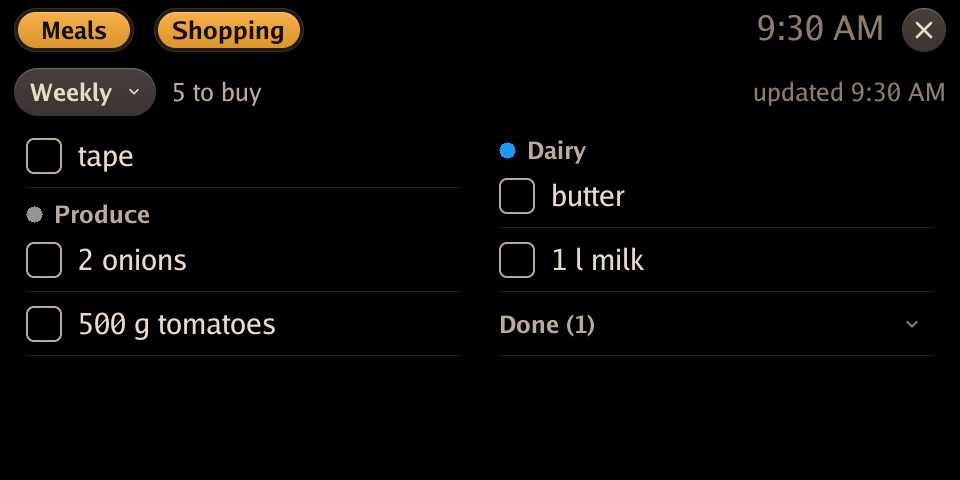 Meals Shopping 9:30 AM
Weekly 5 to buy updated 9:30 AM
tape
Produce
2 onions
500 g tomatoes
Dairy
butter
1 l milk
Done (1)